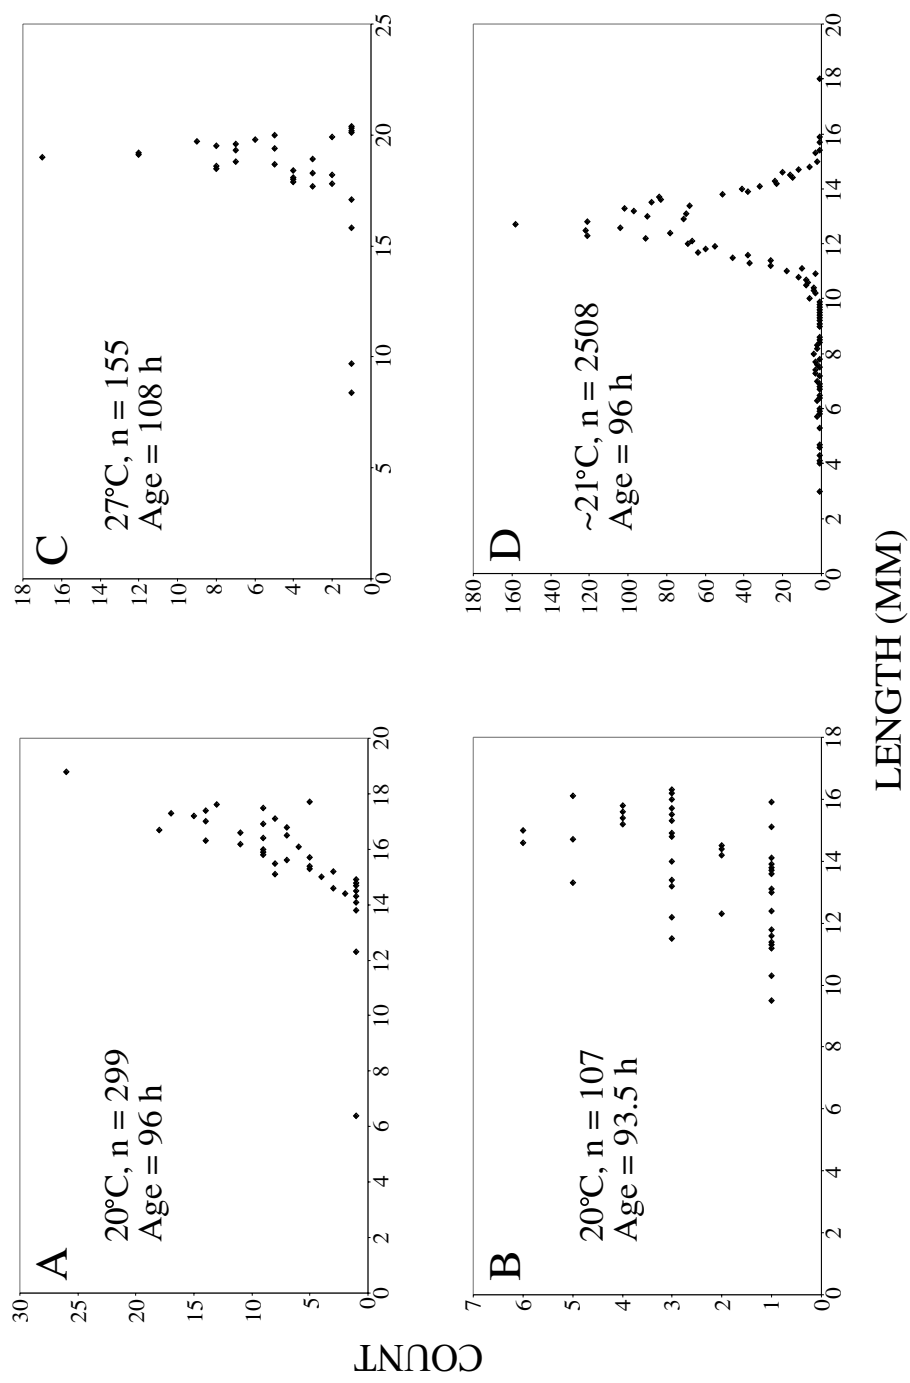 A
20°C, n = 299
Age = 96 h
30
25
20
15
10
5
0
0 2 4 6 8 10 12 14 16 18 20
C
27°C, n = 155
Age = 108 h
18
16
14
12
10
8
6
4
2
0
0 5 10 15 20 25
B
20°C, n = 107
Age = 93.5 h
7
6
5
4
3
2
1
0
0 2 4 6 8 10 12 14 16 18
D
~21°C, n = 2508
Age = 96 h
180
160
140
120
100
80
60
40
20
0
0 2 4 6 8 10 12 14 16 18 20
COUNT
LENGTH (MM)